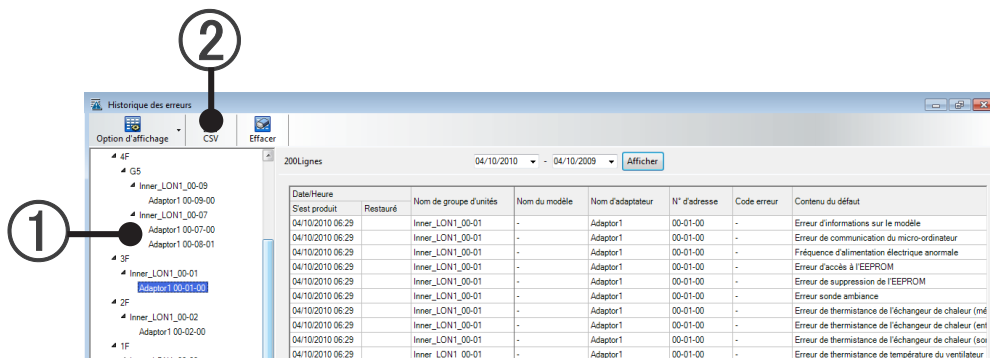 2
Historique des erreurs
Option d'affichage CSV Effacer
4F
G5
Inner_LON1_00-09
Adaptor1 00-09-00
Inner_LON1_00-07
Adaptor1 00-07-00
Adaptor1 00-08-01
1
3F
Inner_LON1_00-01
Adaptor1 00-01-00
2F
Inner_LON1_00-02
Adaptor1 00-02-00
1F
200Lignes 04/10/2010 - 04/10/2009 Afficher
Date/Heure Nom de groupe d'unités Nom du modèle Nom d'adaptateur N° d'adresse Code erreur Contenu du défaut
S'est produit Restauré
04/10/2010 06:29 Inner_LON1_00-01 - Adaptor1 00-01-00 - Erreur d'informations sur le modèle
04/10/2010 06:29 Inner_LON1_00-01 - Adaptor1 00-01-00 - Erreur de communication du micro-ordinateur
04/10/2010 06:29 Inner_LON1_00-01 - Adaptor1 00-01-00 - Fréquence d'alimentation électrique anormale
04/10/2010 06:29 Inner_LON1_00-01 - Adaptor1 00-01-00 - Erreur d'accès à l'EEPROM
04/10/2010 06:29 Inner_LON1_00-01 - Adaptor1 00-01-00 - Erreur de suppression de l'EEPROM
04/10/2010 06:29 Inner_LON1_00-01 - Adaptor1 00-01-00 - Erreur sonde ambiance
04/10/2010 06:29 Inner_LON1_00-01 - Adaptor1 00-01-00 - Erreur de thermistance de l'échangeur de chaleur (mé
04/10/2010 06:29 Inner_LON1_00-01 - Adaptor1 00-01-00 - Erreur de thermistance de l'échangeur de chaleur (ent
04/10/2010 06:29 Inner_LON1_00-01 - Adaptor1 00-01-00 - Erreur de thermistance de l'échangeur de chaleur (sor
04/10/2010 06:29 Inner_LON1_00-01 - Adaptor1 00-01-00 - Erreur de thermistance de température du ventilateur